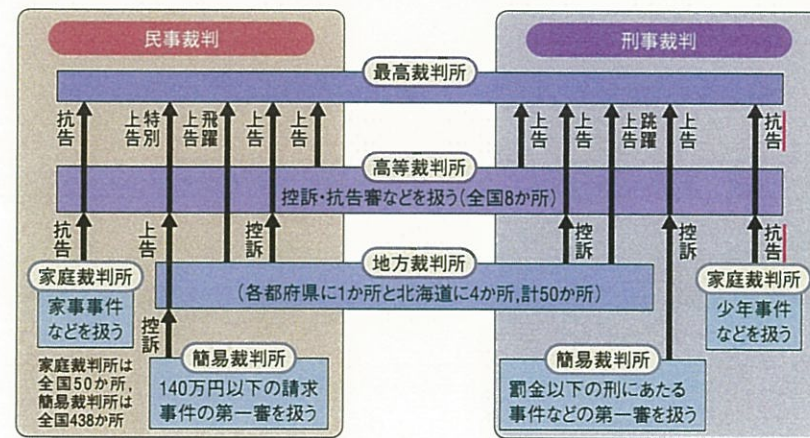 民事裁判
刑事裁判
最高裁判所
抗告
特別上告
飛躍上告
上告
上告
上告
上告
跳躍上告
上告
抗告
高等裁判所
控訴・抗告審などを扱う(全国8か所)
抗告
上告
控訴
控訴
控訴
抗告
地方裁判所
(各都府県に1か所と北海道に4か所,計50か所)
家庭裁判所
家事事件
などを扱う
控訴
家庭裁判所
少年事件
などを扱う
家庭裁判所は
全国50か所,
簡易裁判所は
全国438か所
簡易裁判所
140万円以下の請求
事件の第一審を扱う
簡易裁判所
罰金以下の刑にあたる
事件などの第一審を扱う